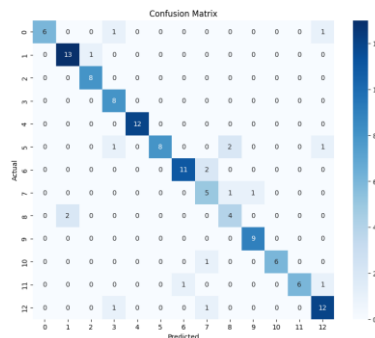 Confusion Matrix
0 6 0 0 1 0 0 0 0 0 0 0 0 1
1 0 13 1 0 0 0 0 0 0 0 0 0 0
2 0 0 8 0 0 0 0 0 0 0 0 0 0
3 0 0 0 8 0 0 0 0 0 0 0 0 0
4 0 0 0 0 12 0 0 0 0 0 0 0 0
5 0 0 0 1 0 8 0 0 2 0 0 0 1
6 0 0 0 0 0 0 11 2 0 0 0 0 0
7 0 0 0 0 0 0 0 5 1 1 0 0 0
8 0 2 0 0 0 0 0 0 4 0 0 0 0
9 0 0 0 0 0 0 0 0 0 9 0 0 0
10 0 0 0 0 0 0 0 1 0 0 6 0 0
11 0 0 0 0 0 0 1 0 0 0 0 6 1
12 0 0 0 1 0 0 0 1 0 0 0 0 12
0 1 2 3 4 5 6 7 8 9 10 11 12
Actual
Predicted